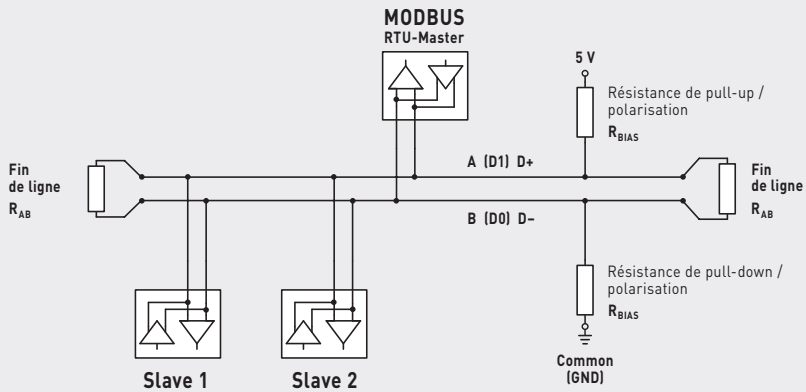 MODBUS
RTU-Master
5 V
Résistance de pull-up /
polarisation
R_BIAS
A (D1) D+
Fin
de ligne
R_AB
Fin
de ligne
R_AB
B (D0) D–
Résistance de pull-down /
polarisation
R_BIAS
Common
(GND)
Slave 1
Slave 2